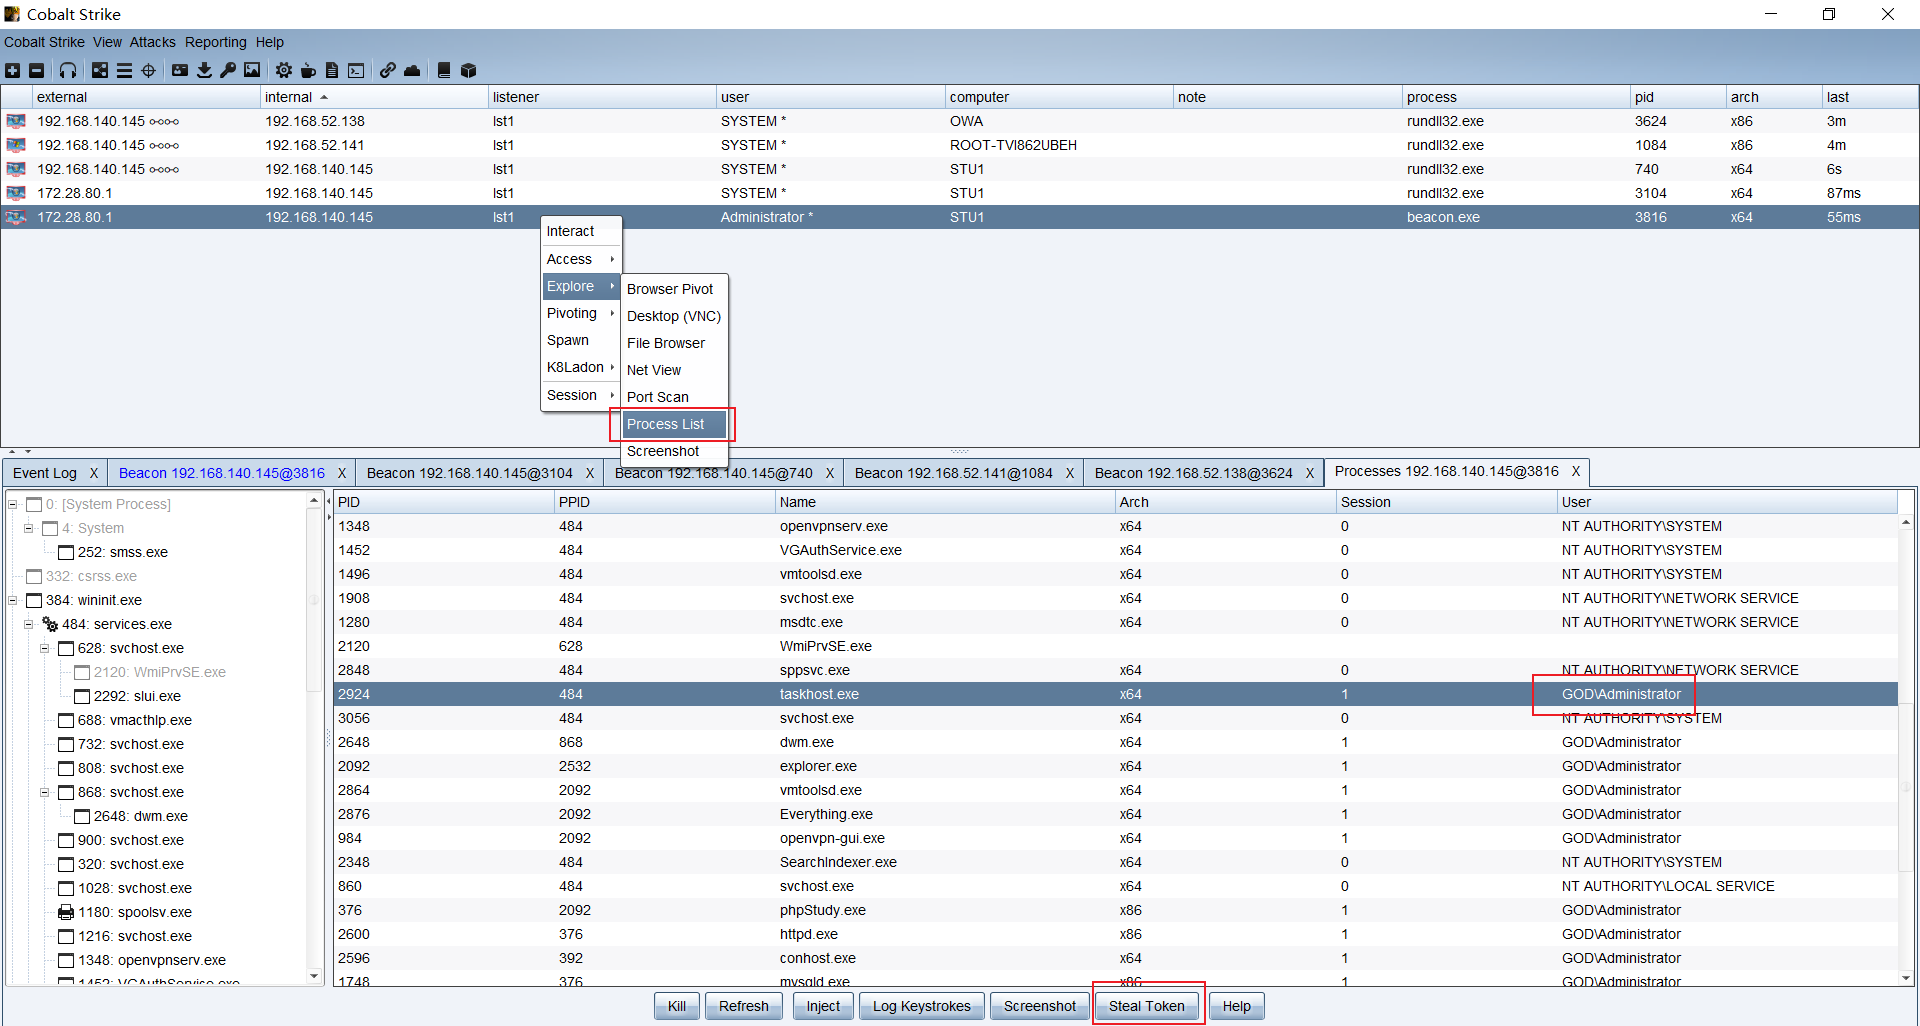 Cobalt Strike
Cobalt Strike View Attacks Reporting Help
external internal listener user computer note process pid arch last
192.168.140.145 192.168.52.138 lst1 SYSTEM * OWA rundll32.exe 3624 x86 3m
192.168.140.145 192.168.52.141 lst1 SYSTEM * ROOT-TVI862UBEH rundll32.exe 1084 x86 4m
192.168.140.145 192.168.140.145 lst1 SYSTEM * STU1 rundll32.exe 740 x64 6s
172.28.80.1 192.168.140.145 lst1 SYSTEM * STU1 rundll32.exe 3104 x64 87ms
172.28.80.1 192.168.140.145 lst1 Administrator * STU1 beacon.exe 3816 x64 55ms
Interact
Access
Explore
Pivoting
Spawn
K8Ladon
Session
Browser Pivot
Desktop (VNC)
File Browser
Net View
Port Scan
Process List
Screenshot
Event Log X Beacon 192.168.140.145@3816 X Beacon 192.168.140.145@3104 X Beacon 192.168.140.145@740 X Beacon 192.168.52.141@1084 X Beacon 192.168.52.138@3624 X Processes 192.168.140.145@3816 X
0: [System Process]
4: System
252: smss.exe
332: csrss.exe
384: wininit.exe
484: services.exe
628: svchost.exe
2120: WmiPrvSE.exe
2292: slui.exe
688: vmacthlp.exe
732: svchost.exe
808: svchost.exe
868: svchost.exe
2648: dwm.exe
900: svchost.exe
320: svchost.exe
1028: svchost.exe
1180: spoolsv.exe
1216: svchost.exe
1348: openvpnserv.exe
1452: VGAuthService.exe
PID PPID Name Arch Session User
1348 484 openvpnserv.exe x64 0 NT AUTHORITY\SYSTEM
1452 484 VGAuthService.exe x64 0 NT AUTHORITY\SYSTEM
1496 484 vmtoolsd.exe x64 0 NT AUTHORITY\SYSTEM
1908 484 svchost.exe x64 0 NT AUTHORITY\NETWORK SERVICE
1280 484 msdtc.exe x64 0 NT AUTHORITY\NETWORK SERVICE
2120 628 WmiPrvSE.exe
2848 484 sppsvc.exe x64 0 NT AUTHORITY\NETWORK SERVICE
2924 484 taskhost.exe x64 1 GOD\Administrator
3056 484 svchost.exe x64 0 NT AUTHORITY\SYSTEM
2648 868 dwm.exe x64 1 GOD\Administrator
2092 2532 explorer.exe x64 1 GOD\Administrator
2864 2092 vmtoolsd.exe x64 1 GOD\Administrator
2876 2092 Everything.exe x64 1 GOD\Administrator
984 2092 openvpn-gui.exe x64 1 GOD\Administrator
2348 484 SearchIndexer.exe x64 0 NT AUTHORITY\SYSTEM
860 484 svchost.exe x64 0 NT AUTHORITY\LOCAL SERVICE
376 2092 phpStudy.exe x86 1 GOD\Administrator
2600 376 httpd.exe x86 1 GOD\Administrator
2596 392 conhost.exe x64 1 GOD\Administrator
1748 376 mysqld.exe x86 1 GOD\Administrator
Kill Refresh Inject Log Keystrokes Screenshot Steal Token Help